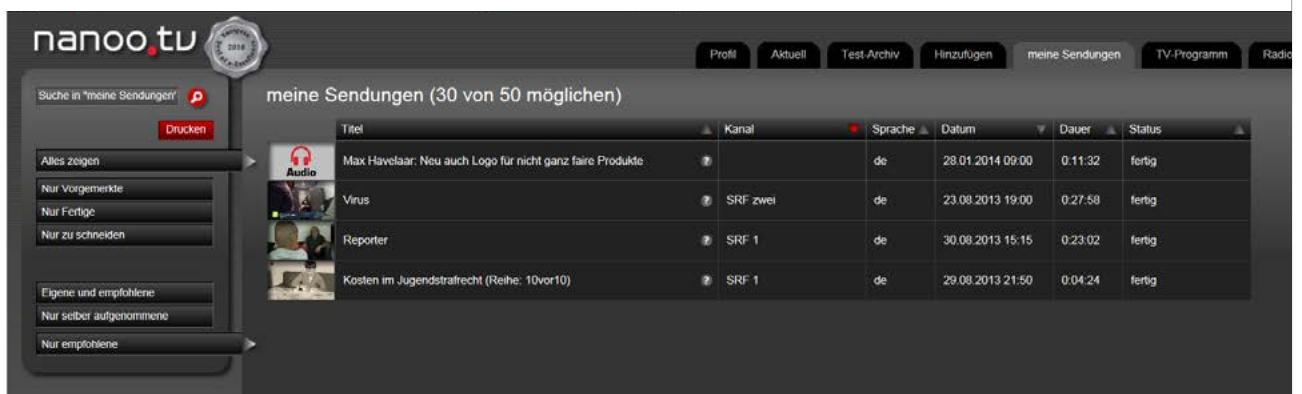 nanoo.tv
2010
Profil Aktuell Test-Archiv Hinzufügen meine Sendungen TV-Programm Radio
Suche in "meine Sendungen"
Drucken
Alles zeigen
Nur Vorgemerkte
Nur Fertige
Nur zu schneiden
Eigene und empfohlene
Nur selber aufgenommene
Nur empfohlene
meine Sendungen (30 von 50 möglichen)
Titel Kanal Sprache Datum Dauer Status
Audio Max Havelaar: Neu auch Logo für nicht ganz faire Produkte ? de 28.01.2014 09:00 0:11:32 fertig
Virus ? SRF zwei de 23.08.2013 19:00 0:27:58 fertig
Reporter ? SRF 1 de 30.08.2013 15:15 0:23:02 fertig
Kosten im Jugendstrafrecht (Reihe: 10vor10) ? SRF 1 de 29.08.2013 21:50 0:04:24 fertig